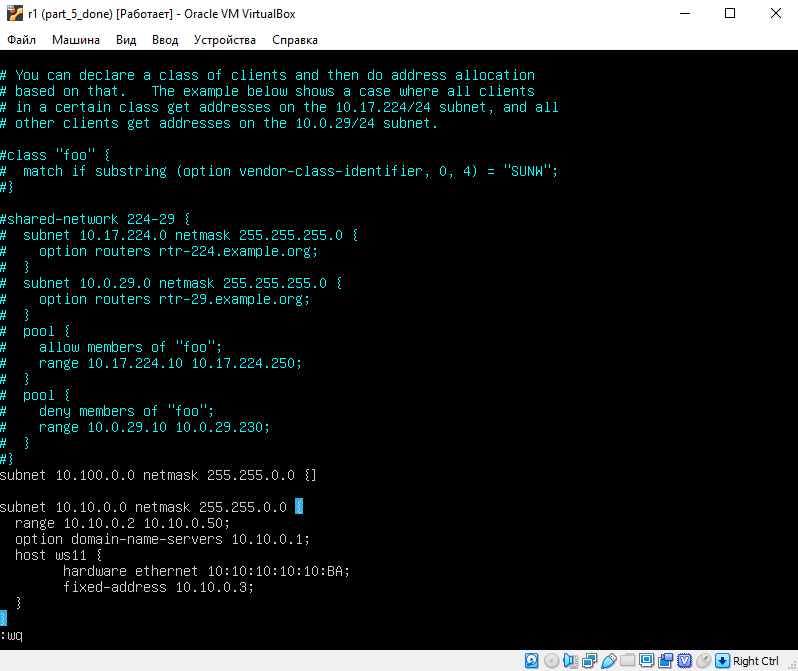 r1 (part_5_done) [Работает] - Oracle VM VirtualBox
Файл Машина Вид Ввод Устройства Справка
# You can declare a class of clients and then do address allocation
# based on that.   The example below shows a case where all clients
# in a certain class get addresses on the 10.17.224/24 subnet, and all
# other clients get addresses on the 10.0.29/24 subnet.

#class "foo" {
#  match if substring (option vendor-class-identifier, 0, 4) = "SUNW";
#}

#shared-network 224-29 {
#  subnet 10.17.224.0 netmask 255.255.255.0 {
#    option routers rtr-224.example.org;
#  }
#  subnet 10.0.29.0 netmask 255.255.255.0 {
#    option routers rtr-29.example.org;
#  }
#  pool {
#    allow members of "foo";
#    range 10.17.224.10 10.17.224.250;
#  }
#  pool {
#    deny members of "foo";
#    range 10.0.29.10 10.0.29.230;
#  }
#}
subnet 10.100.0.0 netmask 255.255.0.0 {]

subnet 10.10.0.0 netmask 255.255.0.0 {
  range 10.10.0.2 10.10.0.50;
  option domain-name-servers 10.10.0.1;
  host ws11 {
        hardware ethernet 10:10:10:10:10:BA;
        fixed-address 10.10.0.3;
  }
}
:wq
Right Ctrl